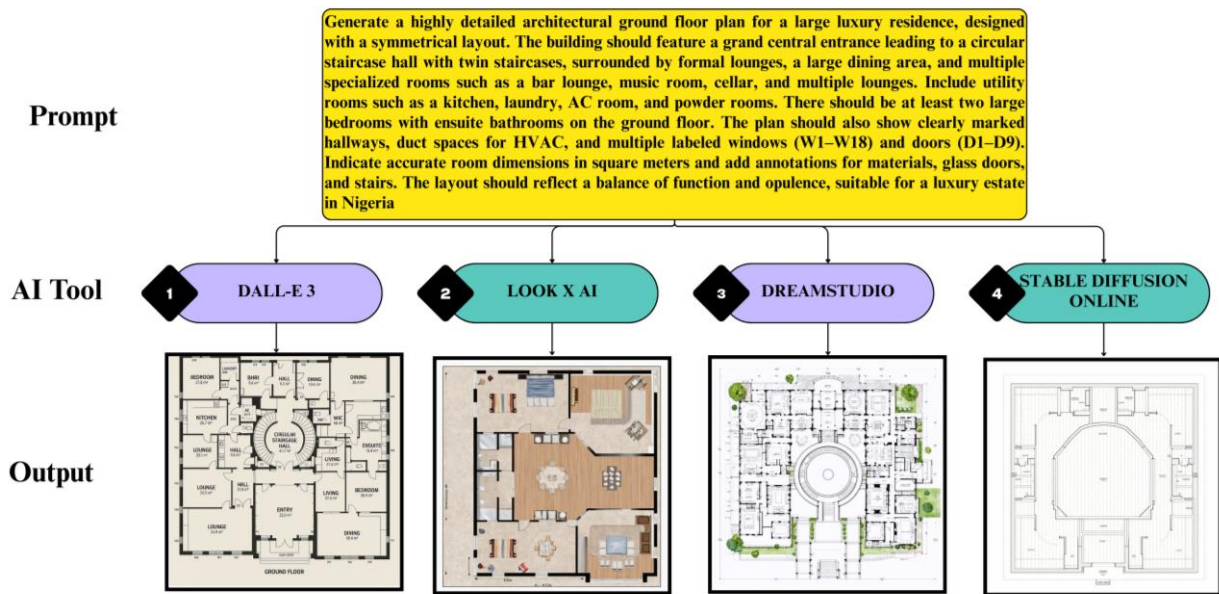 Generate a highly detailed architectural ground floor plan for a large luxury residence, designed
with a symmetrical layout. The building should feature a grand central entrance leading to a circular
staircase hall with twin staircases, surrounded by formal lounges, a large dining area, and multiple
specialized rooms such as a bar lounge, music room, cellar, and multiple lounges. Include utility
rooms such as a kitchen, laundry, AC room, and powder rooms. There should be at least two large
bedrooms with ensuite bathrooms on the ground floor. The plan should also show clearly marked
hallways, duct spaces for HVAC, and multiple labeled windows (W1–W18) and doors (D1–D9).
Indicate accurate room dimensions in square meters and add annotations for materials, glass doors,
and stairs. The layout should reflect a balance of function and opulence, suitable for a luxury estate
in Nigeria
Prompt
AI Tool
1
DALL-E 3
2
LOOK X AI
3
DREAMSTUDIO
4
STABLE DIFFUSION
ONLINE
Output
BEDROOM
BHRI
HALL
DINING
DINING
KITCHEN
AC
CIRCULAR
STAIRCASE
HALL
ENSUITE
LOUNGE
HALL
LIVING
LOUNGE
HALL
LIVING
BEDROOM
ENTRY
LOUNGE
DINING
GROUND FLOOR